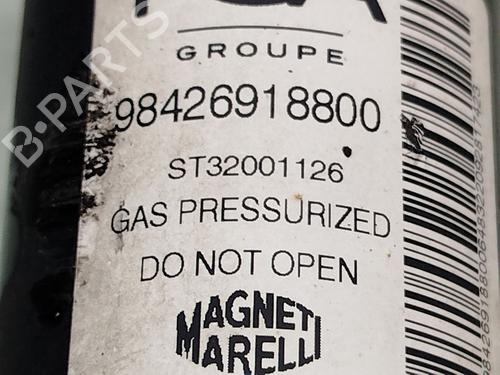 GROUPE
98426918800
ST32001126
GAS PRESSURIZED
DO NOT OPEN
MAGNETI
MARELLI
B-PARTS